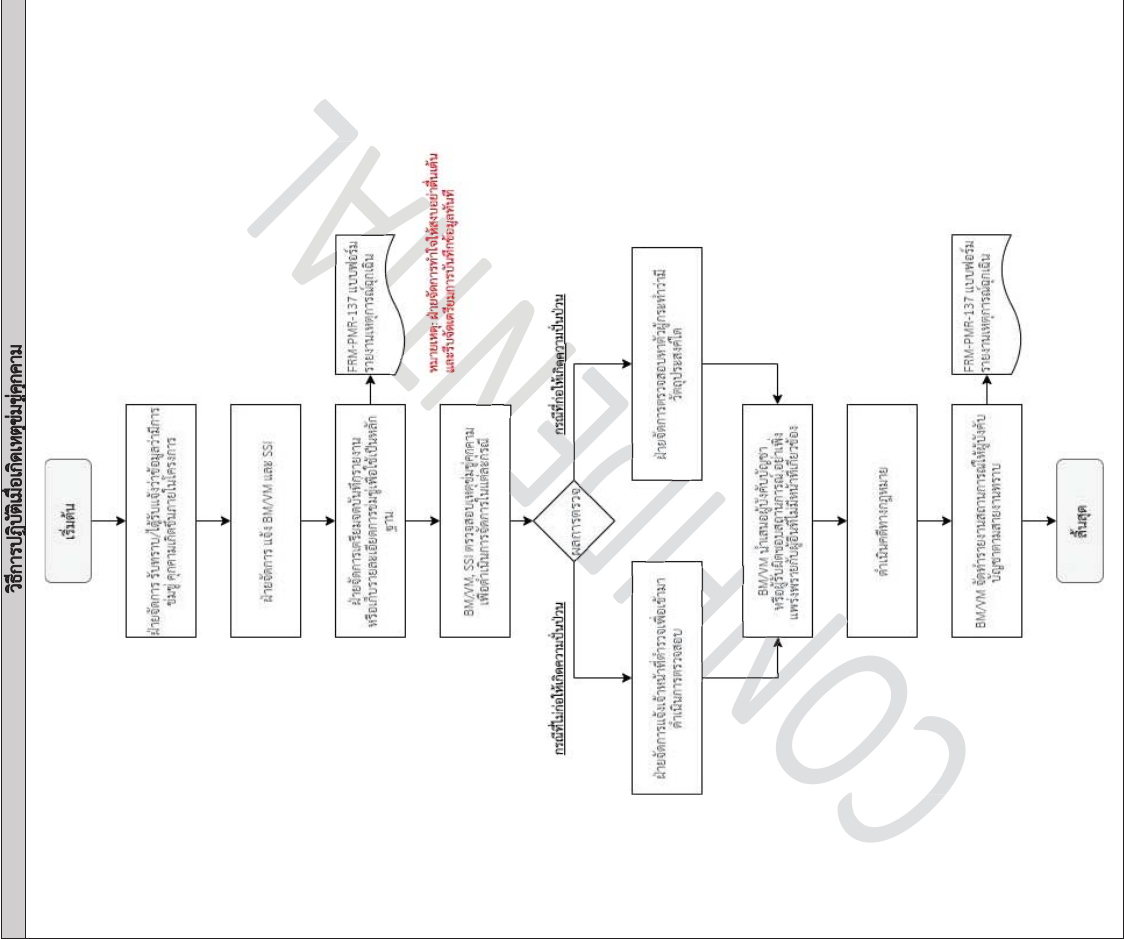 วิธีการปฏิบัติเมื่อเกิดเหตุข่มขู่คุกคาม
เริ่มต้น
ฝ่ายจัดการ รับทราบ/ได้รับแจ้งว่าข้อมูลว่ามีการ
ข่มขู่ คุกคามเกิดขึ้นภายในโครงการ
ฝ่ายจัดการ แจ้ง BM/VM และ SSI
ฝ่ายจัดการเตรียมจดบันทึกรายงาน
หรือเก็บรายละเอียดการข่มขู่เพื่อใช้เป็นหลัก
ฐาน
FRM-PMR-137 แบบฟอร์ม
รายงานเหตุการณ์ฉุกเฉิน
หมายเหตุ: ฝ่ายจัดการทำใจให้สงบอย่าตื่นเต้น
และรีบจัดเตรียมการบันทึกข้อมูลทันที
BM/VM, SSI ตรวจสอบเหตุข่มขู่คุกคาม
เพื่อดำเนินการจัดการในแต่ละกรณี
ผลการตรวจ
กรณีที่ไม่ก่อให้เกิดความปั่นป่วน
กรณีที่ก่อให้เกิดความปั่นป่วน
ฝ่ายจัดการแจ้งเจ้าหน้าที่ตำรวจเพื่อเข้ามา
ดำเนินการตรวจสอบ
ฝ่ายจัดการตรวจสอบหาตัวผู้กระทำว่ามี
วัตถุประสงค์ใด
BM/VM นำเสนอผู้บังคับบัญชา
หรือผู้รับผิดชอบสถานการณ์ อย่าเพิ่ง
แพร่งพรายกับผู้อื่นที่ไม่มีหน้าที่เกี่ยวข้อง
ดำเนินคดีทางกฎหมาย
BM/VM จัดทำรายงานสถานการณ์ให้ผู้บังคับ
บัญชาตามสายงานทราบ
FRM-PMR-137 แบบฟอร์ม
รายงานเหตุการณ์ฉุกเฉิน
สิ้นสุด
CONFIDENTIAL